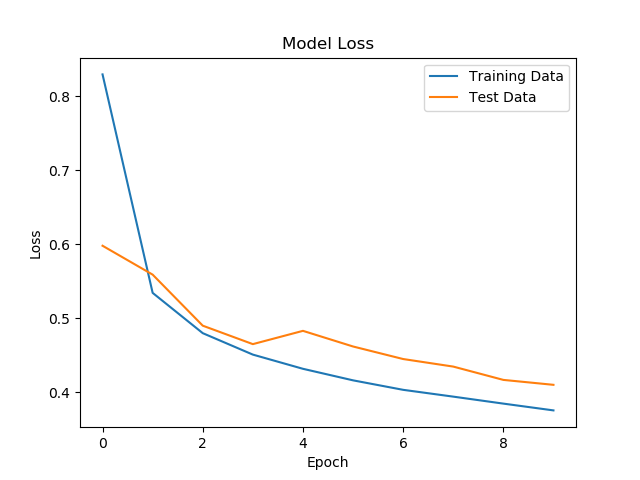 Model Loss
Training Data
Test Data
0.8
0.7
0.6
0.5
0.4
Loss
0 2 4 6 8
Epoch